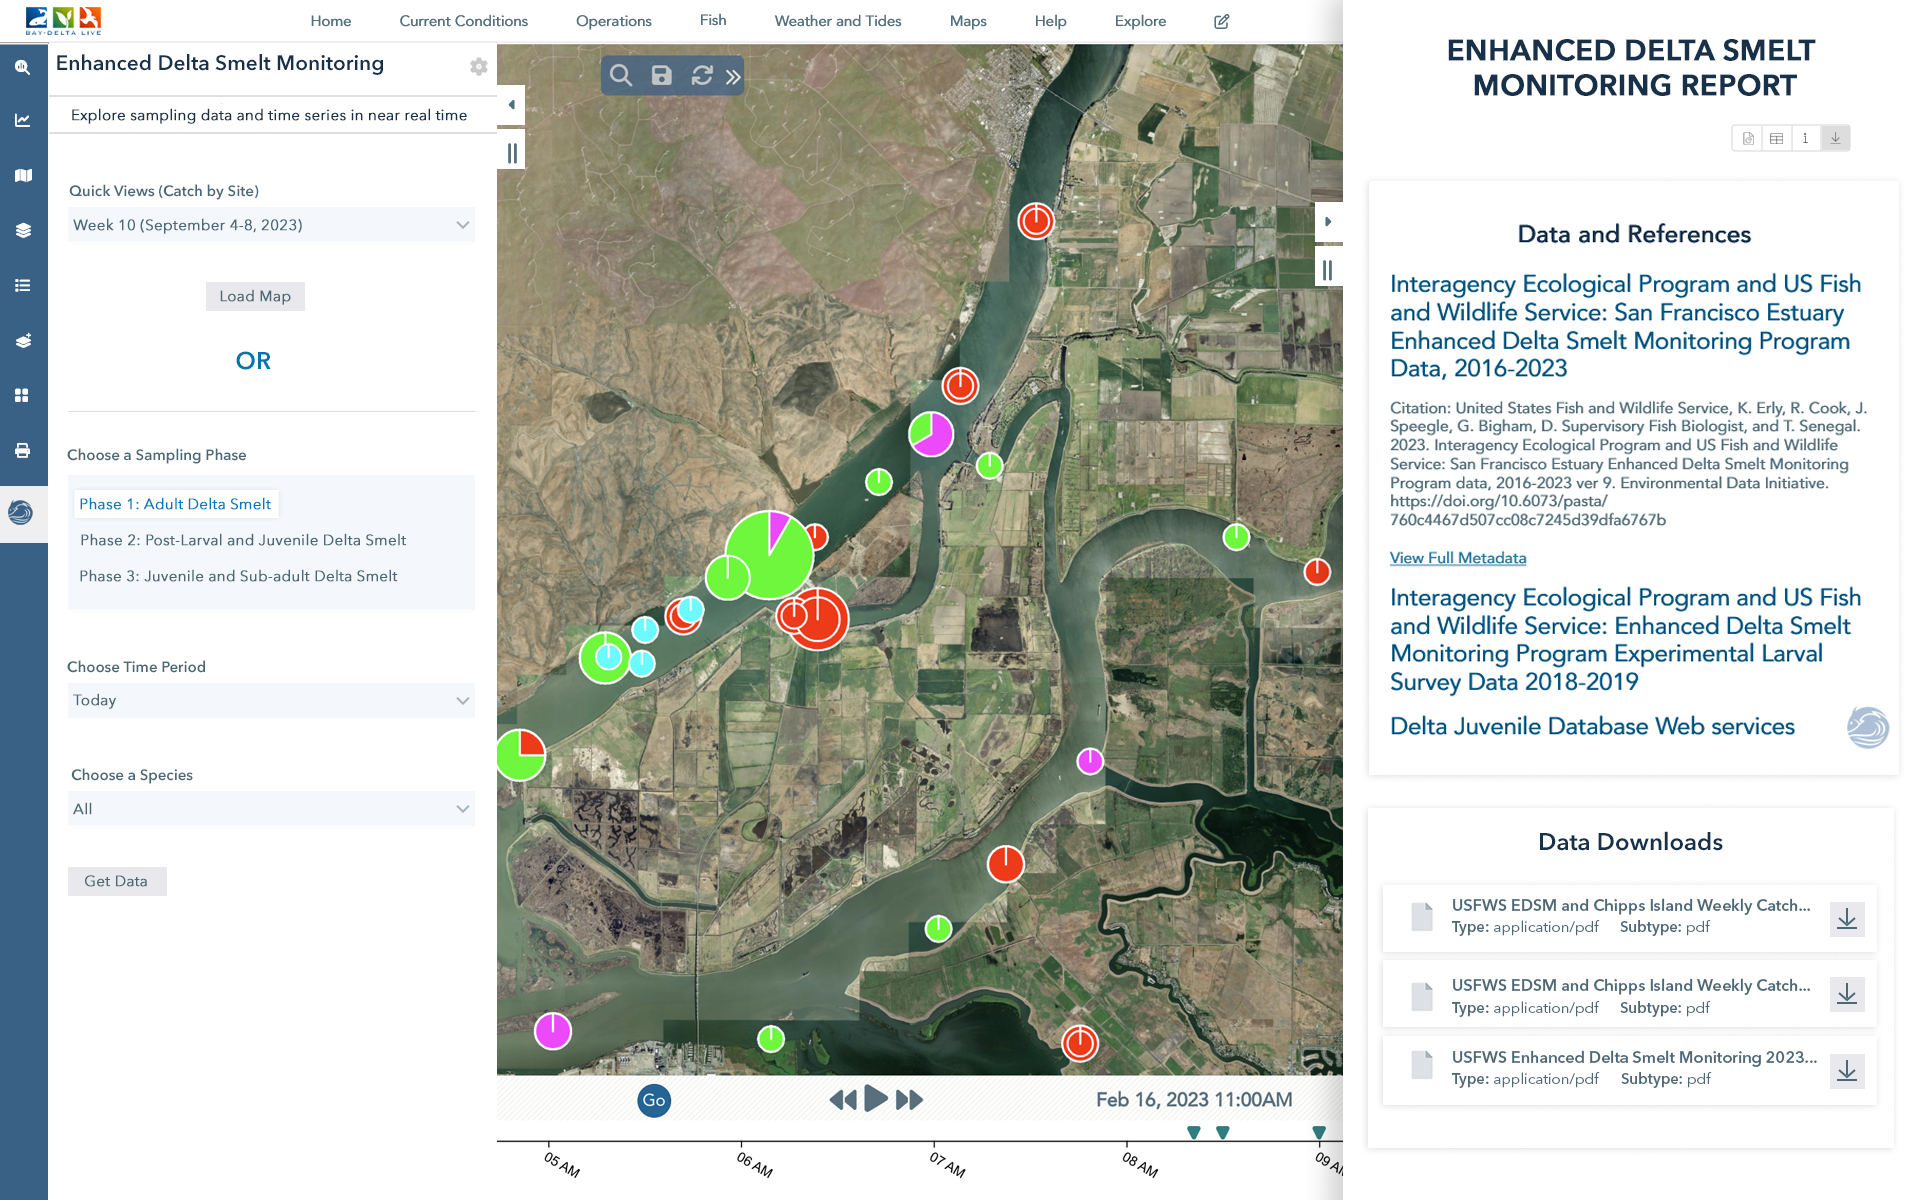 BAY-DELTA LIVE
Home
Current Conditions
Operations
Fish
Weather and Tides
Maps
Help
Explore
Enhanced Delta Smelt Monitoring
Explore sampling data and time series in near real time
Quick Views (Catch by Site)
Week 10 (September 4-8, 2023)
Load Map
OR
Choose a Sampling Phase
Phase 1: Adult Delta Smelt
Phase 2: Post-Larval and Juvenile Delta Smelt
Phase 3: Juvenile and Sub-adult Delta Smelt
Choose Time Period
Today
Choose a Species
All
Get Data
Go
Feb 16, 2023 11:00AM
05 AM
06 AM
07 AM
08 AM
09 AM
ENHANCED DELTA SMELT
MONITORING REPORT
Data and References
Interagency Ecological Program and US Fish
and Wildlife Service: San Francisco Estuary
Enhanced Delta Smelt Monitoring Program
Data, 2016-2023
Citation: United States Fish and Wildlife Service, K. Erly, R. Cook, J.
Speegle, G. Bigham, D. Supervisory Fish Biologist, and T. Senegal.
2023. Interagency Ecological Program and US Fish and Wildlife
Service: San Francisco Estuary Enhanced Delta Smelt Monitoring
Program data, 2016-2023 ver 9. Environmental Data Initiative.
https://doi.org/10.6073/pasta/
760c4467d507cc08c7245d39dfa6767b
View Full Metadata
Interagency Ecological Program and US Fish
and Wildlife Service: Enhanced Delta Smelt
Monitoring Program Experimental Larval
Survey Data 2018-2019
Delta Juvenile Database Web services
Data Downloads
USFWS EDSM and Chipps Island Weekly Catch...
Type: application/pdf Subtype: pdf
USFWS EDSM and Chipps Island Weekly Catch...
Type: application/pdf Subtype: pdf
USFWS Enhanced Delta Smelt Monitoring 2023...
Type: application/pdf Subtype: pdf